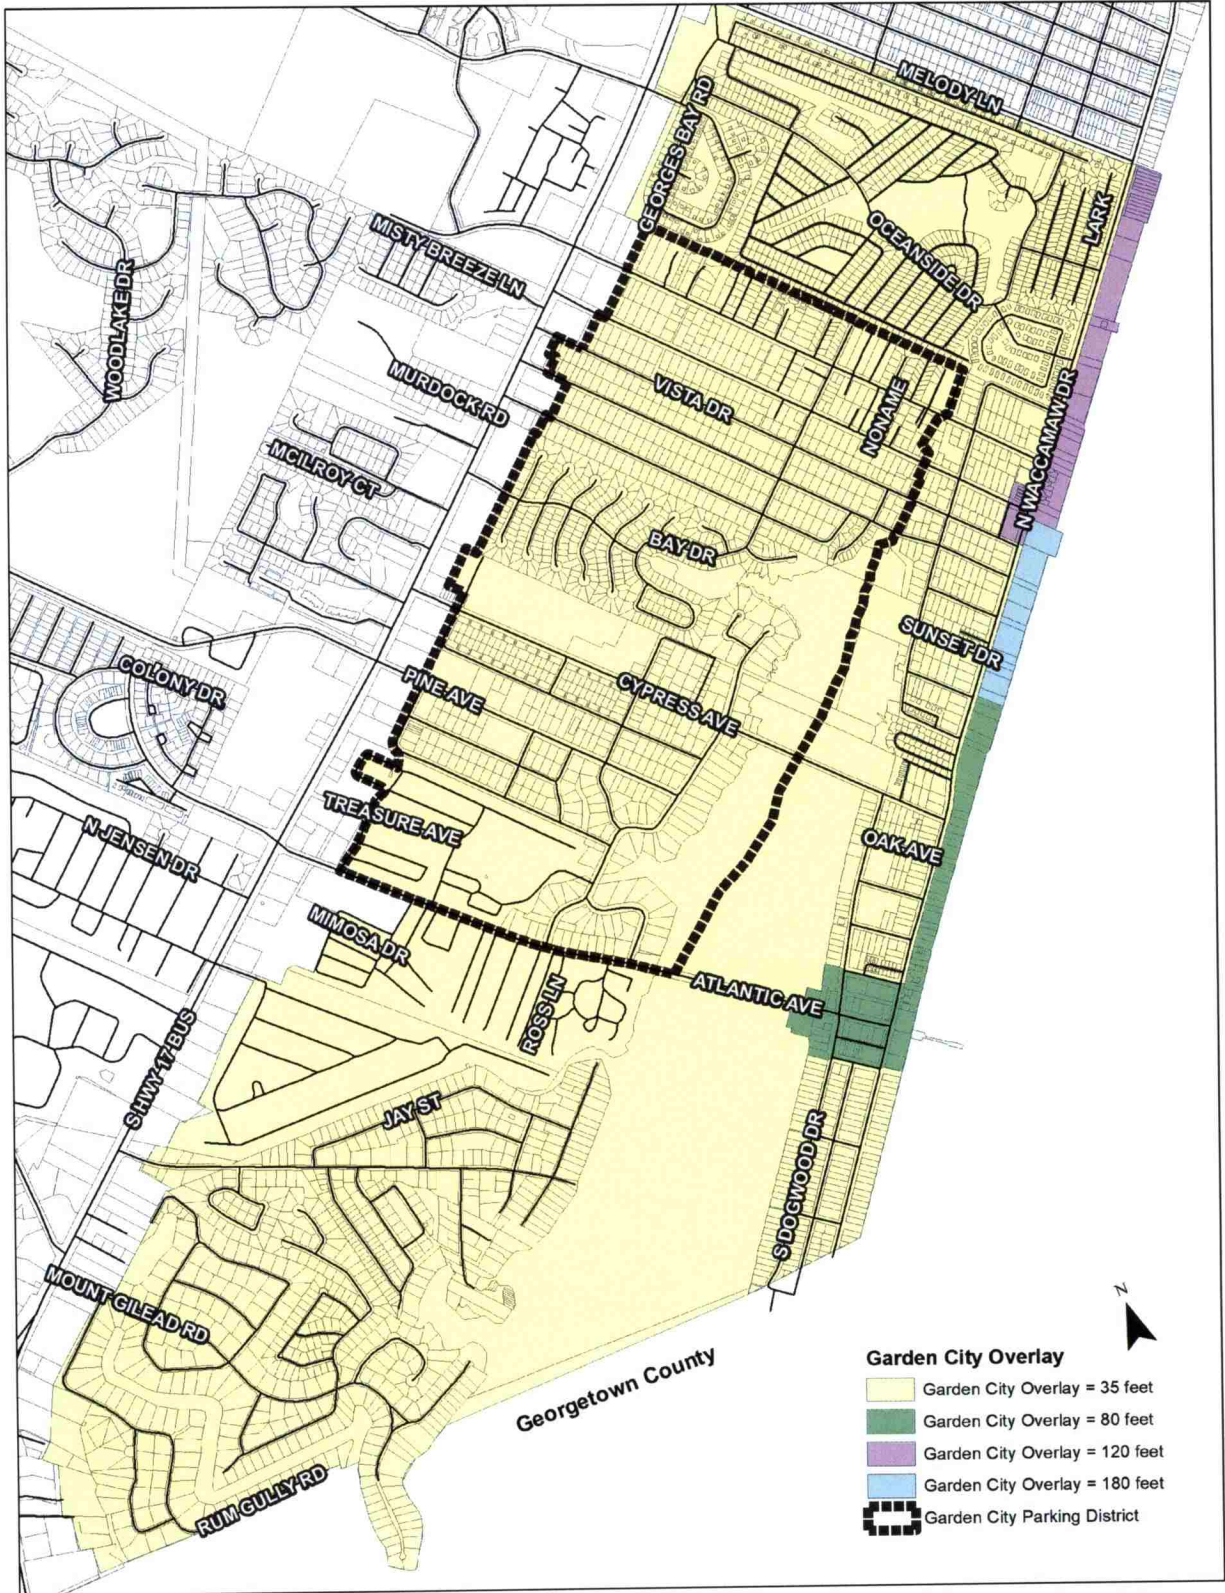 MELODY LN
GEORGES BAY RD
LARK
OCEANSIDE DR
MISTY BREEZE LN
WOODLAKE DR
N WACCAMAW DR
VISTA DR
MURDOCK RD
NONAME
MCILROY CT
BAY DR
SUNSET DR
COLONY DR
PINE AVE
CYPRESS AVE
TREASURE AVE
OAK AVE
N JENSEN DR
MIMOSA DR
ATLANTIC AVE
ROSS LN
S HWY 17 BUS
JAY ST
S DOGWOOD DR
MOUNT GILEAD RD
N
Georgetown County
RUM GULLY RD
Garden City Overlay
Garden City Overlay = 35 feet
Garden City Overlay = 80 feet
Garden City Overlay = 120 feet
Garden City Overlay = 180 feet
Garden City Parking District